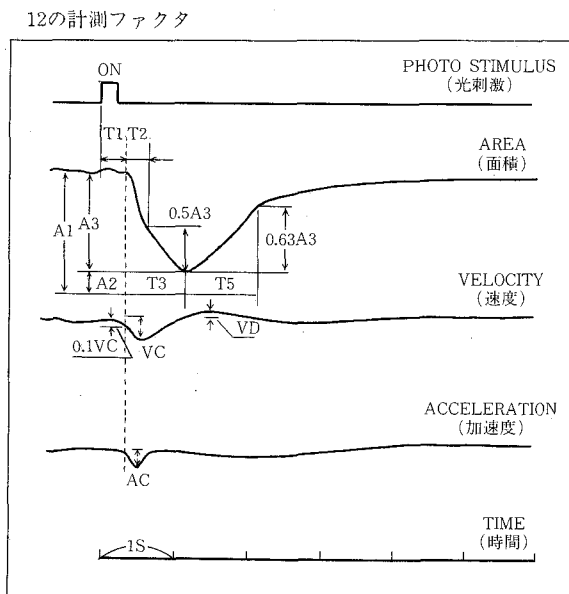 12の計測ファクタ
ON
PHOTO STIMULUS
(光刺激)
T1 T2
AREA
(面積)
A1
A3
0.5A3
0.63A3
A2
T3
T5
VELOCITY
(速度)
0.1VC
VC
VD
ACCELERATION
(加速度)
AC
TIME
(時間)
1S